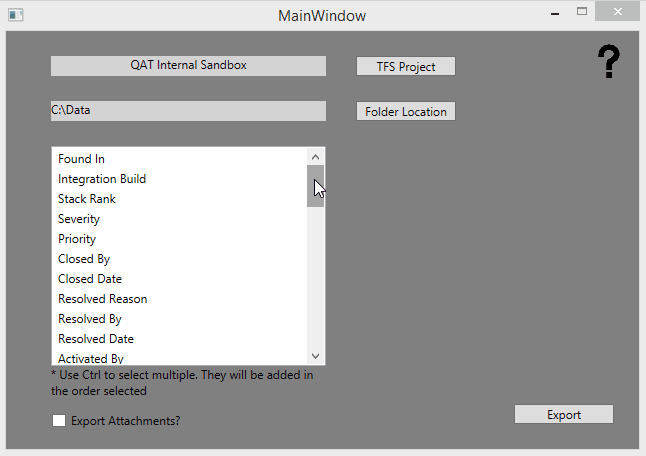 MainWindow
QAT Internal Sandbox
TFS Project
?
C:\Data
Folder Location
Found In
Integration Build
Stack Rank
Severity
Priority
Closed By
Closed Date
Resolved Reason
Resolved By
Resolved Date
Activated By
* Use Ctrl to select multiple. They will be added in
the order selected
Export Attachments?
Export